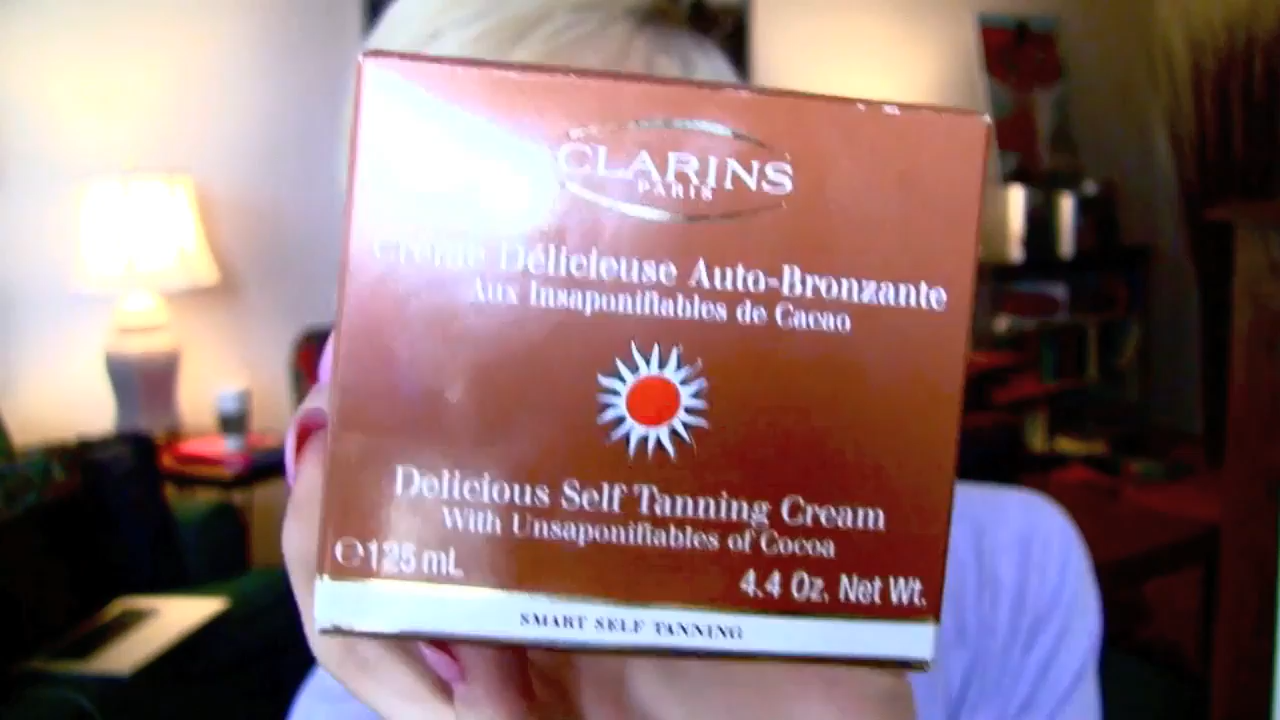 CLARINS
PARIS
Crème Délicieuse Auto-Bronzante
Aux Insaponifiables de Cacao
Delicious Self Tanning Cream
With Unsaponifiables of Cocoa
℮125 mL
4.4 Oz. Net Wt.
SMART SELF TANNING